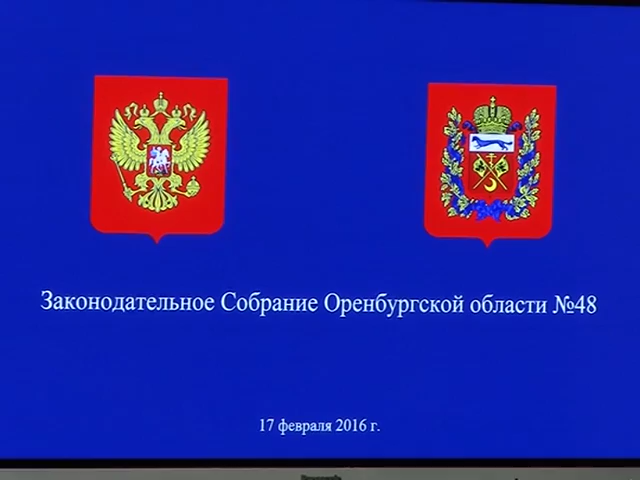 Законодательное Собрание Оренбургской области №48
17 февраля 2016 г.